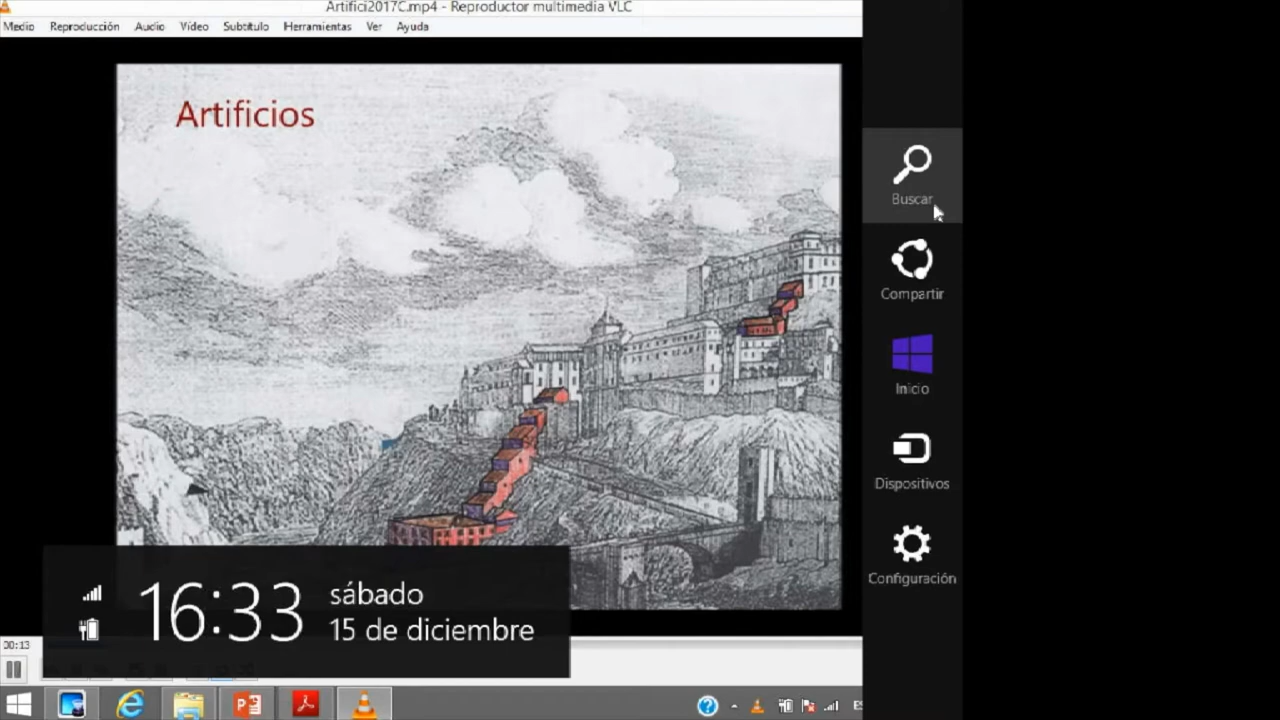 Artifici2017C.mp4 - Reproductor multimedia VLC
Medio Reproducción Audio Vídeo Subtítulo Herramientas Ver Ayuda
Artificios
Buscar
Compartir
Inicio
Dispositivos
Configuración
16:33
sábado
15 de diciembre
00:13